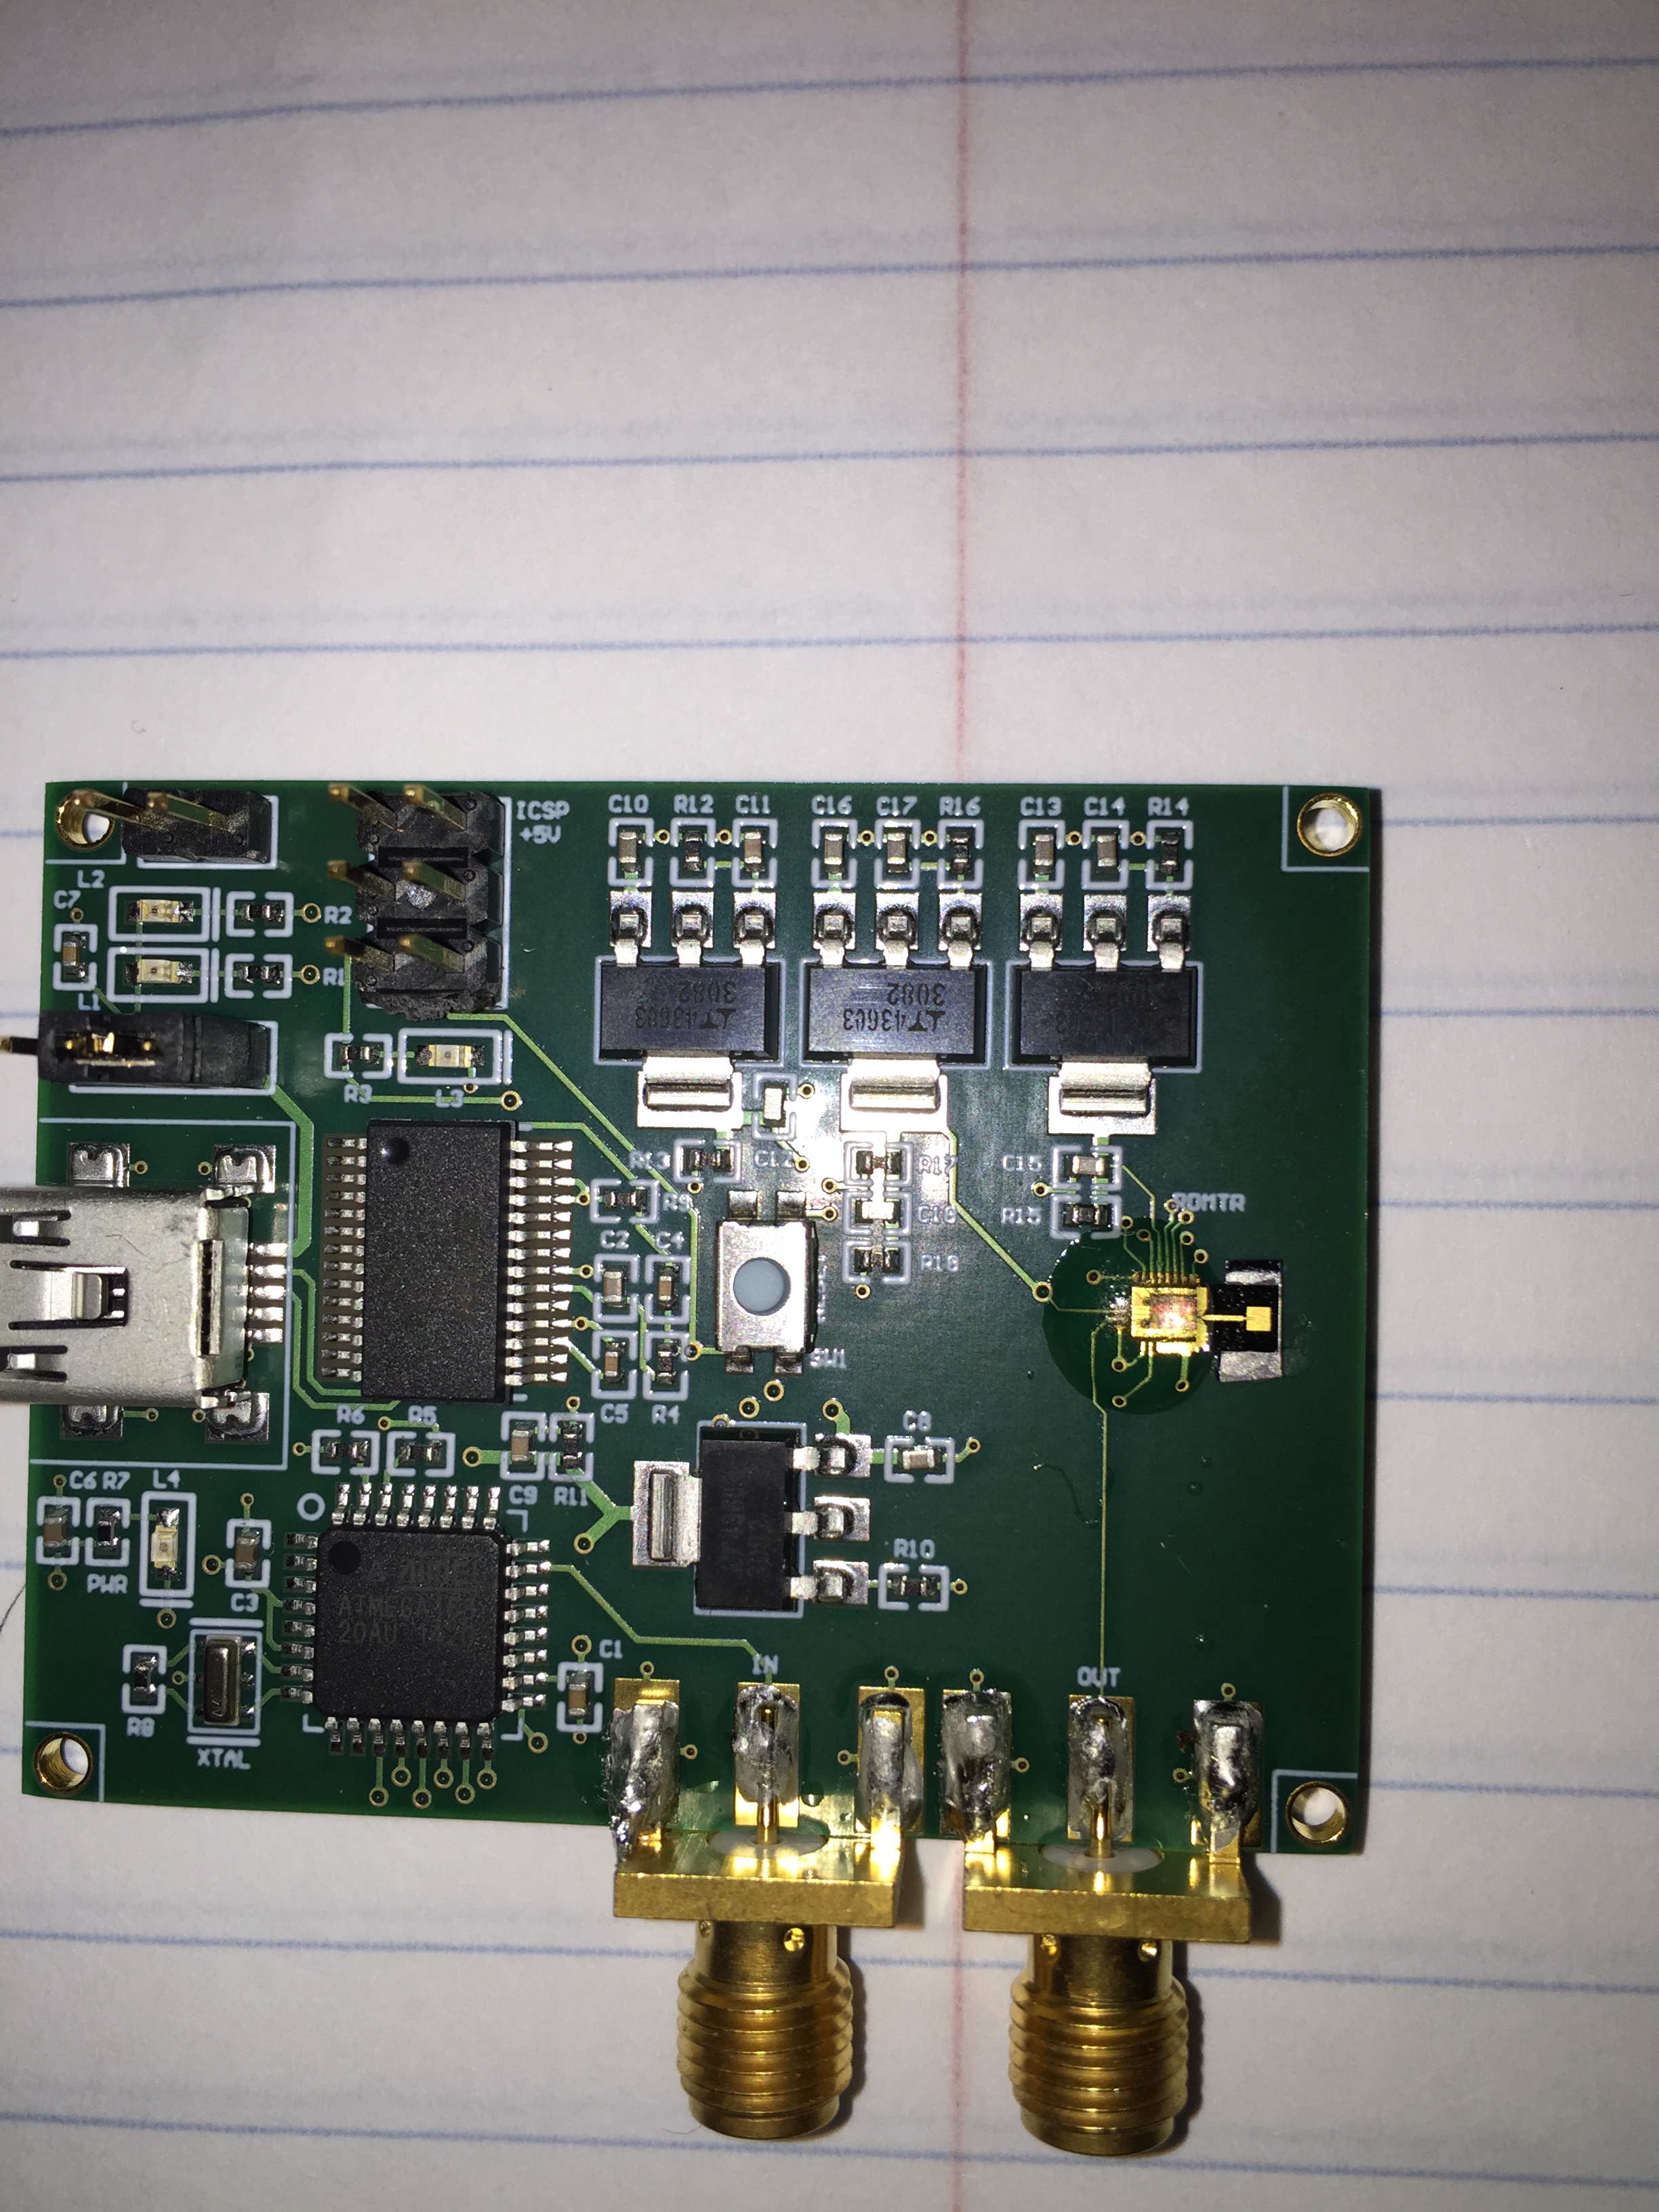 ICSP
+5V
C10
R12
C11
C16
C17
R16
C13
C14
R14
L2
C7
R2
R1
L1
3082
43603
3082
43603
R3
L3
R13
C12
R17
C15
RDMTR
R9
C18
R15
C2
C4
R18
SW1
R6
R5
C5
R4
C8
C6
R7
L4
C9
R11
PWR
C3
R10
20AU
C1
IN
OUT
R8
XTAL